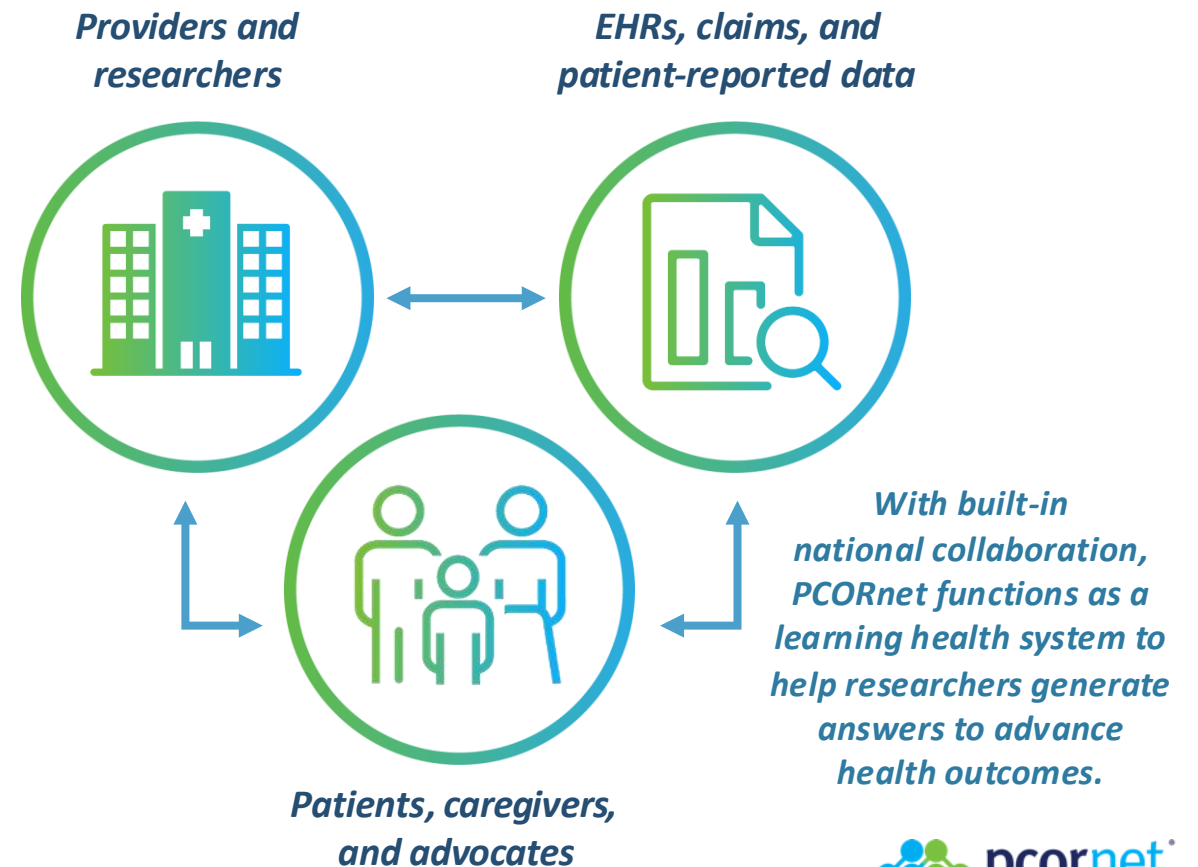 Providers and
researchers
EHRs, claims, and
patient-reported data
With built-in
national collaboration,
PCORnet functions as a
learning health system to
help researchers generate
answers to advance
health outcomes.
Patients, caregivers,
and advocates
pcornet®